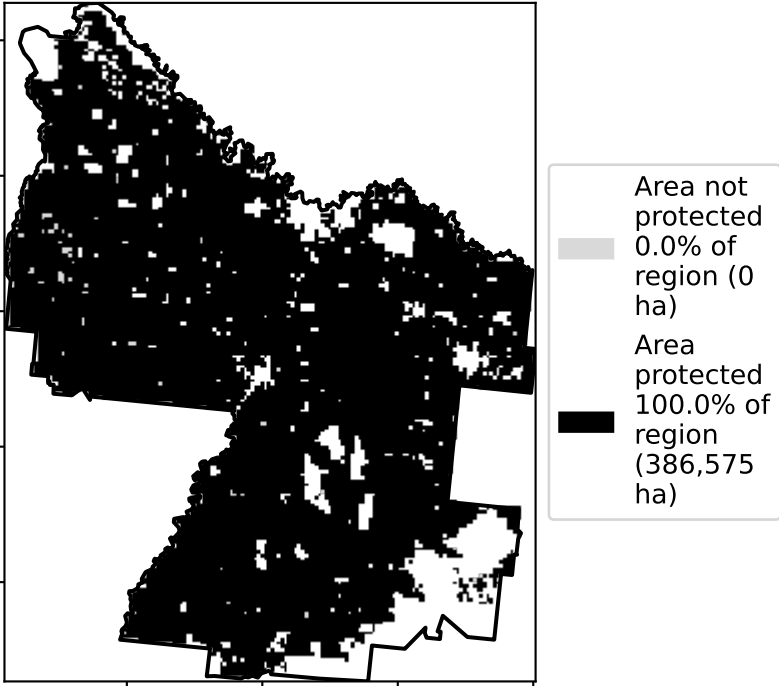 Area not
protected
0.0% of
region (0
ha)
Area
protected
100.0% of
region
(386,575
ha)